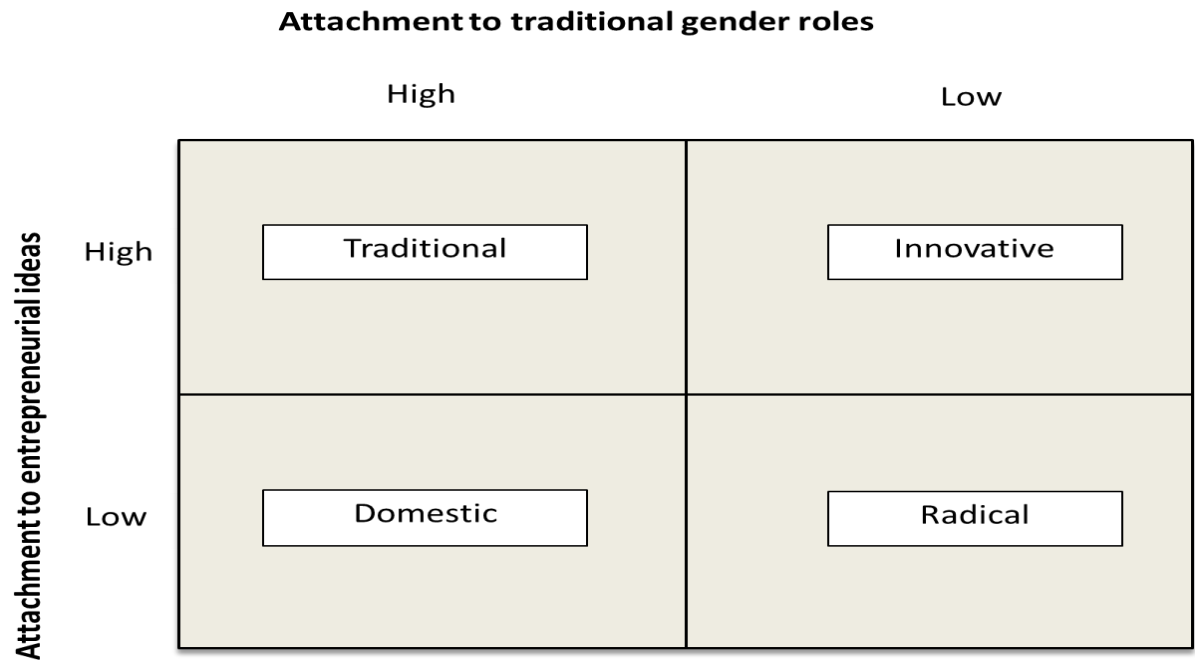 Attachment to traditional gender roles
High
Low
Attachment to entrepreneurial ideas
High
Traditional
Innovative
Low
Domestic
Radical